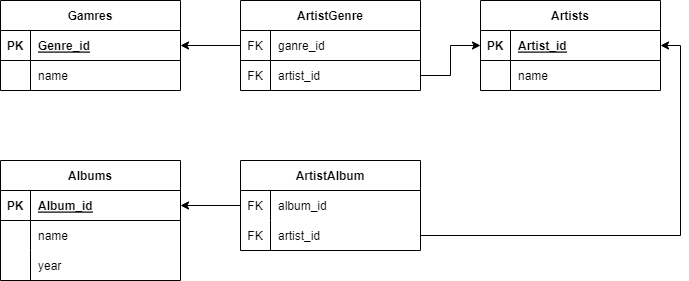 Gamres
PK Genre_id
name
ArtistGenre
FK ganre_id
FK artist_id
Artists
PK Artist_id
name
Albums
PK Album_id
name
year
ArtistAlbum
FK album_id
FK artist_id